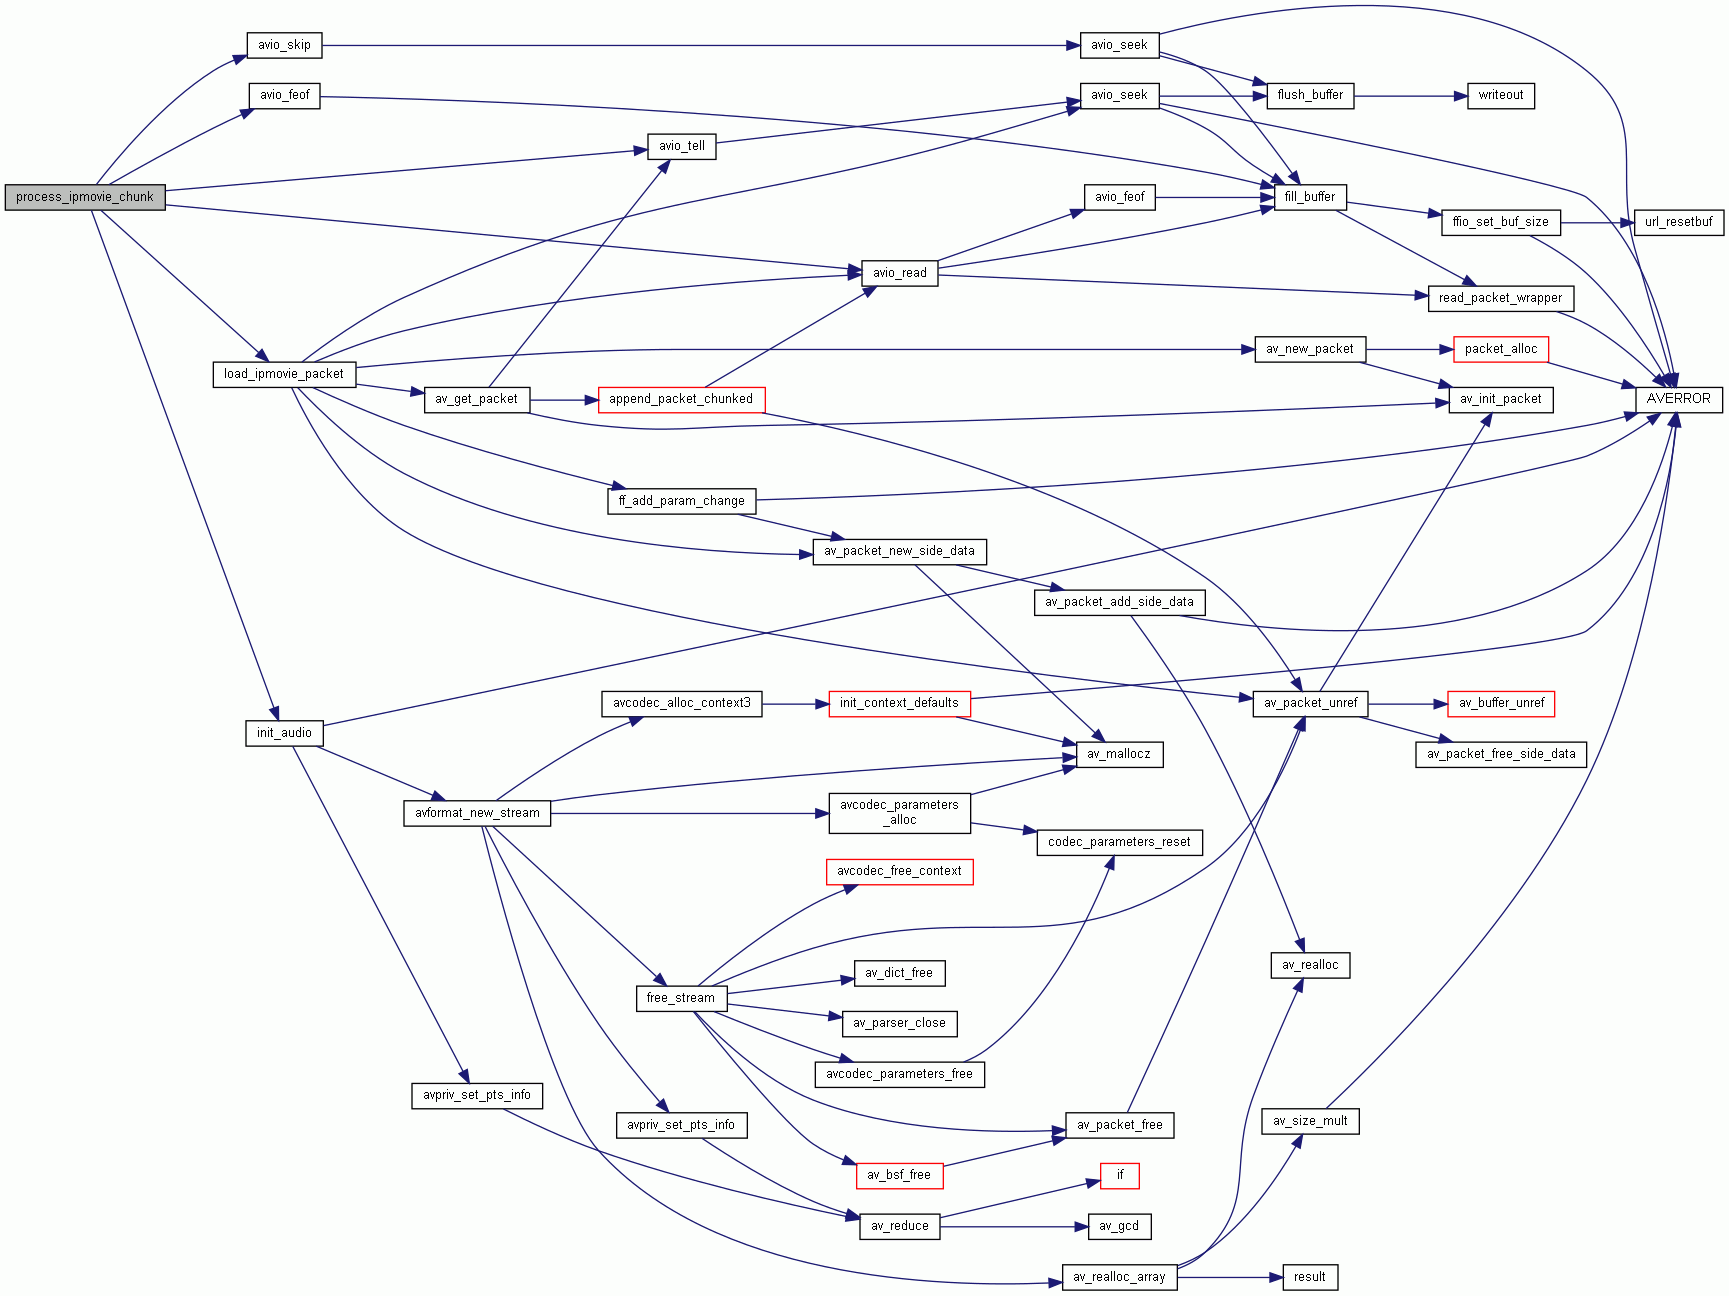 avio_skip
avio_seek
avio_feof
avio_seek
flush_buffer
writeout
avio_tell
process_ipmovie_chunk
avio_feof
fill_buffer
ffio_set_buf_size
url_resetbuf
avio_read
read_packet_wrapper
av_new_packet
packet_alloc
load_ipmovie_packet
av_get_packet
append_packet_chunked
av_init_packet
AVERROR
ff_add_param_change
av_packet_new_side_data
av_packet_add_side_data
avcodec_alloc_context3
init_context_defaults
av_packet_unref
av_buffer_unref
init_audio
av_mallocz
av_packet_free_side_data
avformat_new_stream
avcodec_parameters
_alloc
codec_parameters_reset
avcodec_free_context
av_dict_free
av_realloc
free_stream
av_parser_close
avcodec_parameters_free
avpriv_set_pts_info
avpriv_set_pts_info
av_packet_free
av_size_mult
av_bsf_free
if
av_reduce
av_gcd
av_realloc_array
result